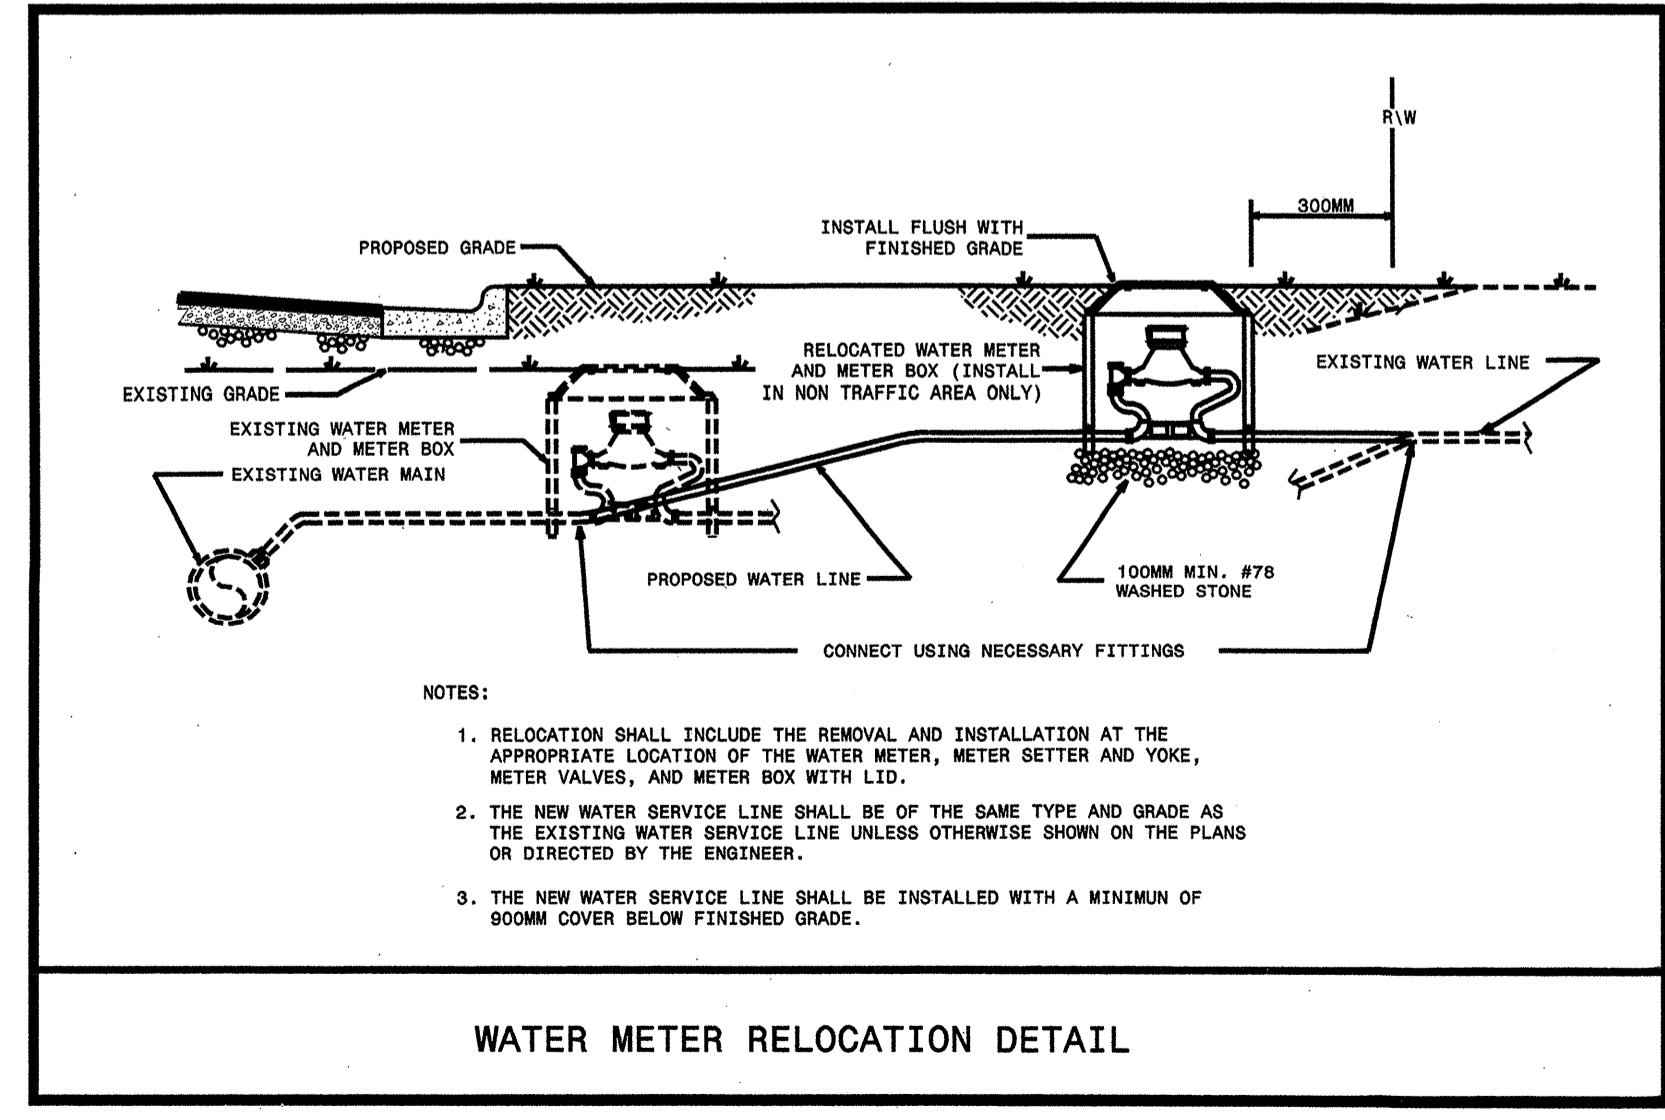 R\W
300MM
INSTALL FLUSH WITH
FINISHED GRADE
PROPOSED GRADE
RELOCATED WATER METER
AND METER BOX (INSTALL
IN NON TRAFFIC AREA ONLY)
EXISTING WATER LINE
EXISTING GRADE
EXISTING WATER METER
AND METER BOX
EXISTING WATER MAIN
PROPOSED WATER LINE
100MM MIN. #78
WASHED STONE
CONNECT USING NECESSARY FITTINGS
NOTES:
1. RELOCATION SHALL INCLUDE THE REMOVAL AND INSTALLATION AT THE
APPROPRIATE LOCATION OF THE WATER METER, METER SETTER AND YOKE,
METER VALVES, AND METER BOX WITH LID.
2. THE NEW WATER SERVICE LINE SHALL BE OF THE SAME TYPE AND GRADE AS
THE EXISTING WATER SERVICE LINE UNLESS OTHERWISE SHOWN ON THE PLANS
OR DIRECTED BY THE ENGINEER.
3. THE NEW WATER SERVICE LINE SHALL BE INSTALLED WITH A MINIMUN OF
900MM COVER BELOW FINISHED GRADE.
WATER METER RELOCATION DETAIL